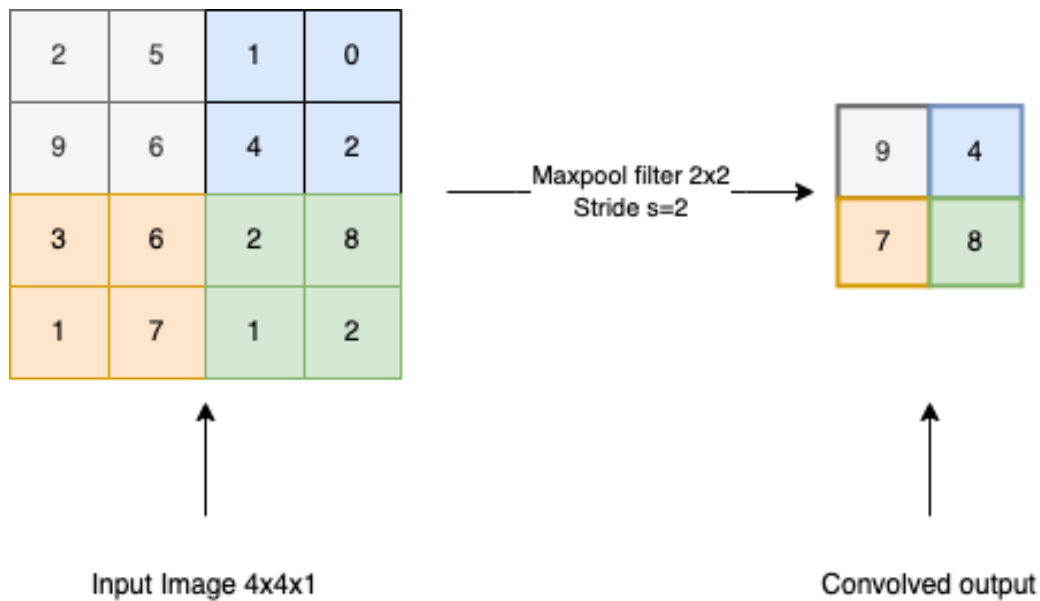 2 5 1 0
9 6 4 2
3 6 2 8
1 7 1 2
Maxpool filter 2x2
Stride s=2
9 4
7 8
Input Image 4x4x1
Convolved output